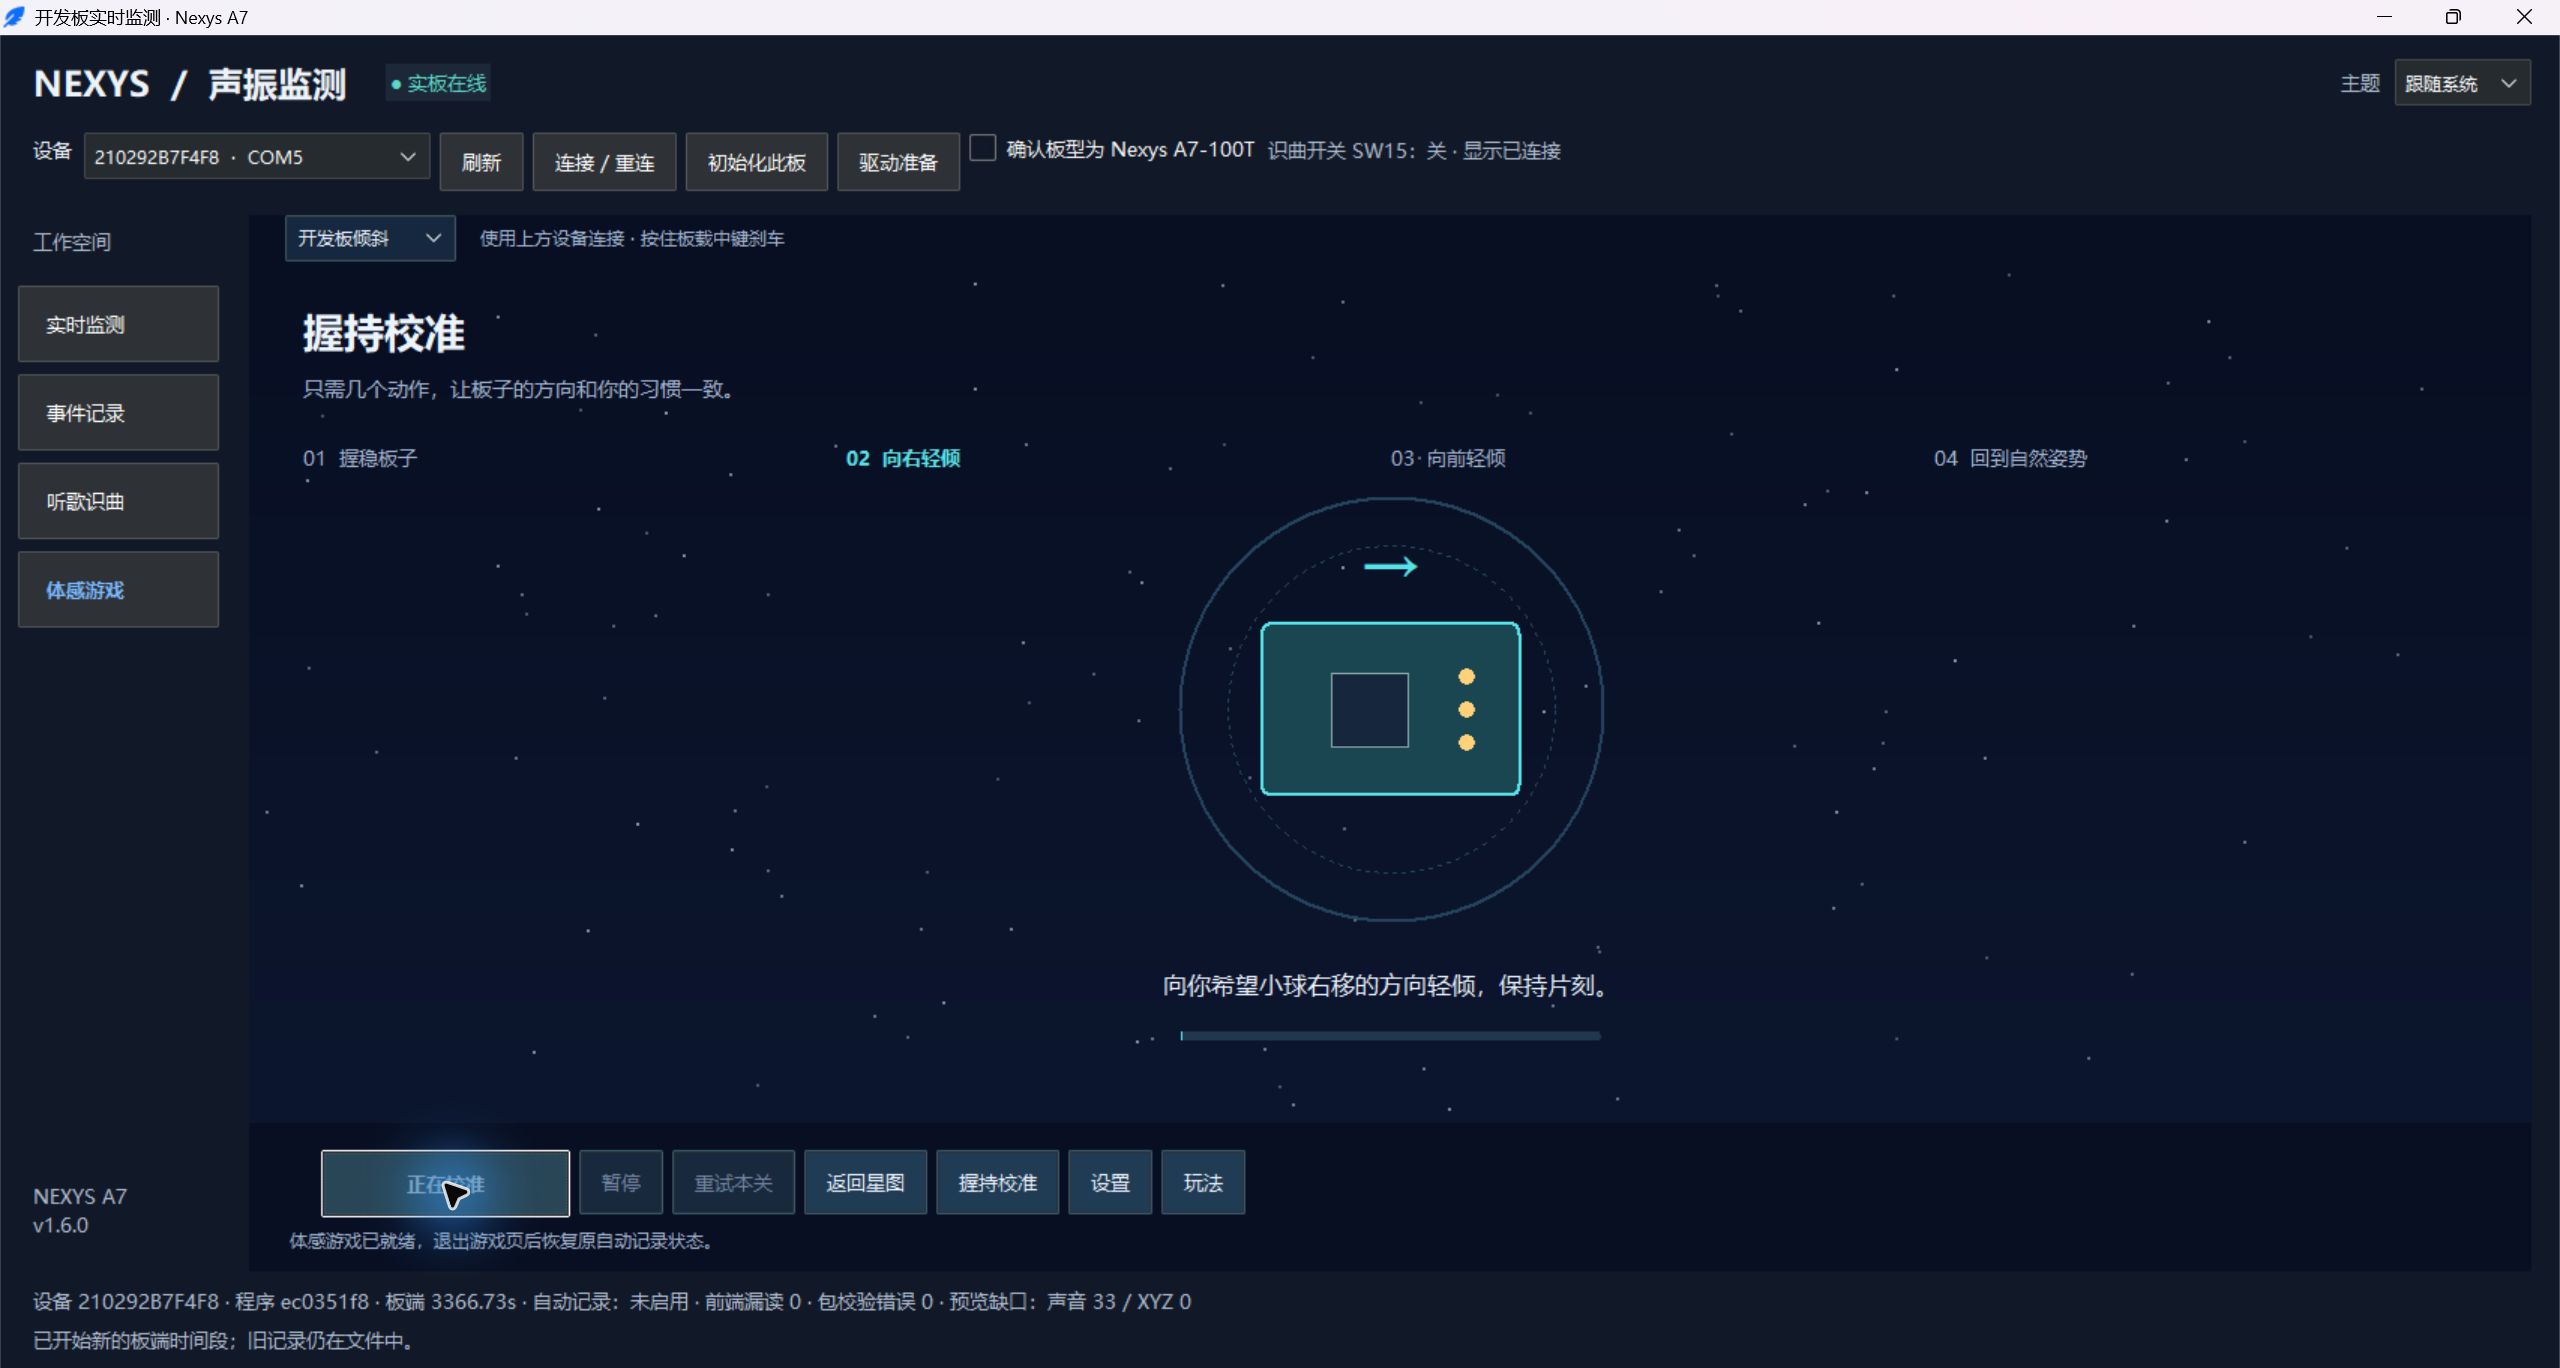 开发板实时监测 · Nexys A7
NEXYS / 声振监测 ● 实板在线 主题 跟随系统
设备 210292B7F4F8 · COM5 刷新 连接 / 重连 初始化此板 驱动准备 确认板型为 Nexys A7-100T 识曲开关 SW15：关 · 显示已连接
工作空间
开发板倾斜 使用上方设备连接 · 按住板载中键刹车
实时监测
事件记录
听歌识曲
体感游戏
握持校准
只需几个动作，让板子的方向和你的习惯一致。
01 握稳板子 02 向右轻倾 03 向前轻倾 04 回到自然姿势
向你希望小球右移的方向轻倾，保持片刻。
正在校准 暂停 重试本关 返回星图 握持校准 设置 玩法
体感游戏已就绪，退出游戏页后恢复原自动记录状态。
NEXYS A7
v1.6.0
设备 210292B7F4F8 · 程序 ec0351f8 · 板端 3366.73s · 自动记录：未启用 · 前端漏读 0 · 包校验错误 0 · 预览缺口：声音 33 / XYZ 0
已开始新的板端时间段；旧记录仍在文件中。